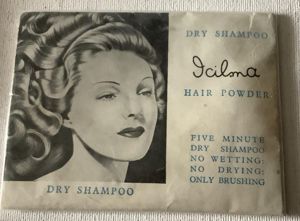 DRY SHAMPOO
Icilma
HAIR POWDER
FIVE MINUTE
DRY SHAMPOO
NO WETTING:
NO DRYING:
ONLY BRUSHING
DRY SHAMPOO